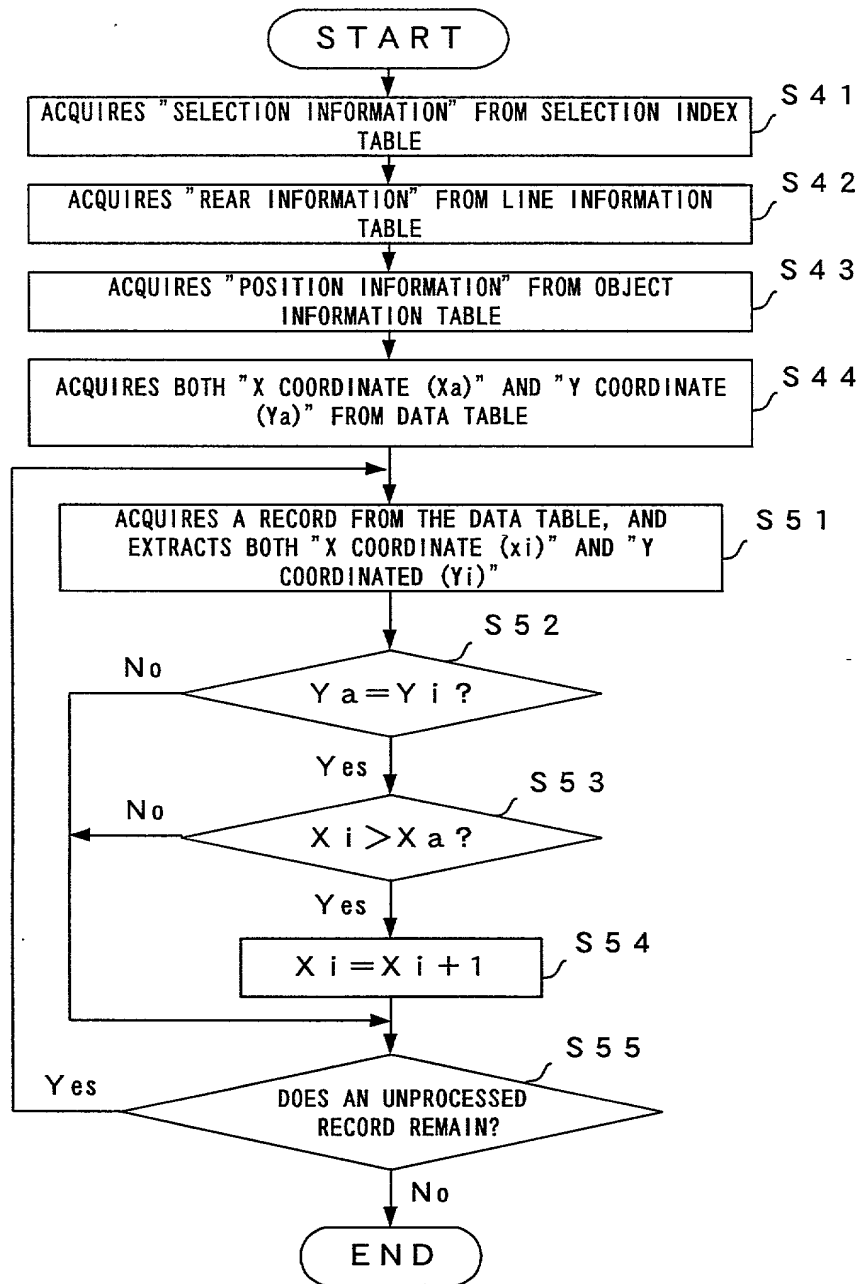 START
S41
ACQUIRES "SELECTION INFORMATION" FROM SELECTION INDEX
TABLE
S42
ACQUIRES "REAR INFORMATION" FROM LINE INFORMATION
TABLE
S43
ACQUIRES "POSITION INFORMATION" FROM OBJECT
INFORMATION TABLE
S44
ACQUIRES BOTH "X COORDINATE (Xa)" AND "Y COORDINATE
(Ya)" FROM DATA TABLE
S51
ACQUIRES A RECORD FROM THE DATA TABLE, AND
EXTRACTS BOTH "X COORDINATE (xi)" AND "Y
COORDINATED (Yi)"
S52
No
Ya=Yi?
Yes
S53
No
Xi>Xa?
Yes
S54
Xi=Xi+1
S55
Yes
DOES AN UNPROCESSED
RECORD REMAIN?
No
END